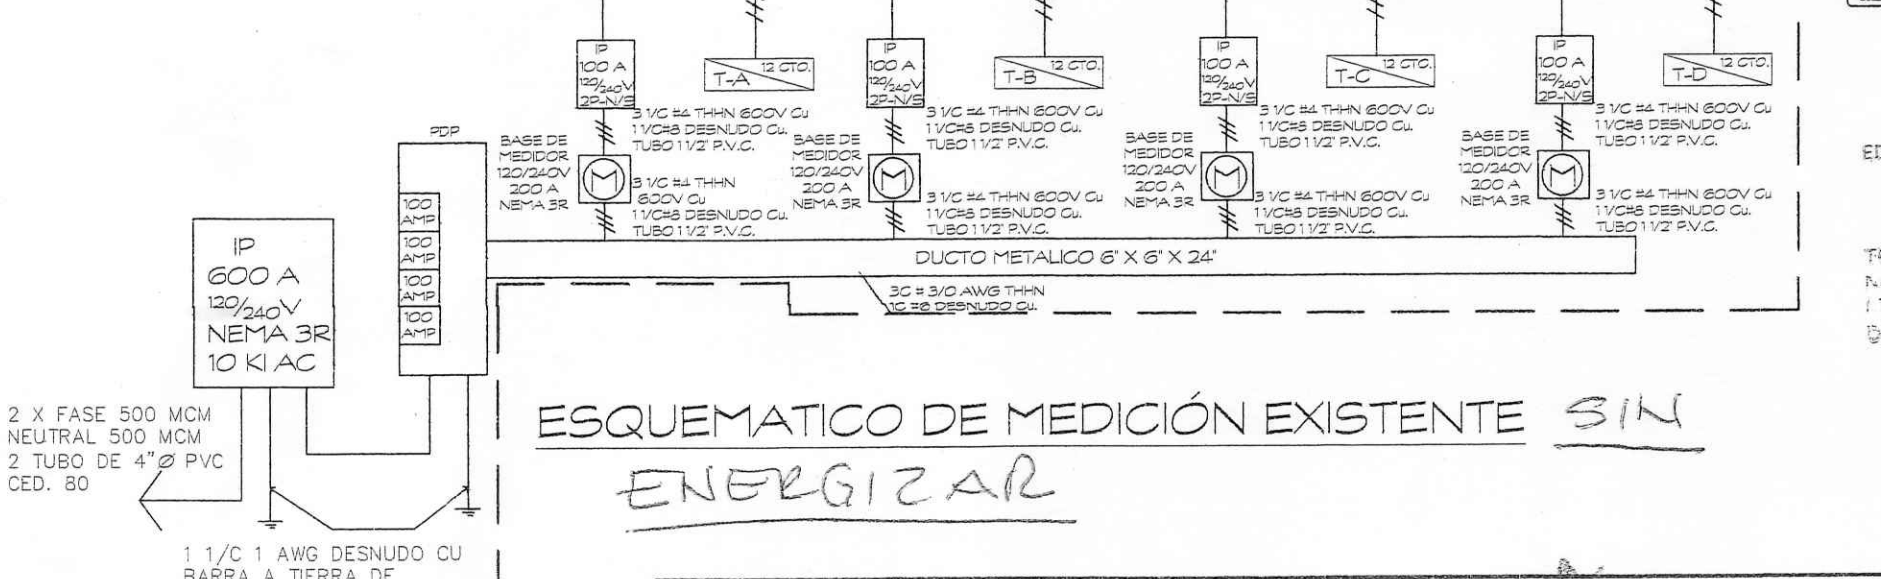 IP
100 A
120/240V
2P-N/S
T-A 12 CTO.
IP
100 A
120/240V
2P-N/S
T-B 12 CTO.
IP
100 A
120/240V
2P-N/S
T-C 12 CTO.
IP
100 A
120/240V
2P-N/S
T-D 12 CTO.
3 1/C #4 THHN 600V Cu
1 1/C#8 DESNUDO Cu.
TUBO 1 1/2" P.V.C.
3 1/C #4 THHN 600V Cu
1 1/C#8 DESNUDO Cu.
TUBO 1 1/2" P.V.C.
3 1/C #4 THHN 600V Cu
1 1/C#8 DESNUDO Cu.
TUBO 1 1/2" P.V.C.
3 1/C #4 THHN 600V Cu
1 1/C#8 DESNUDO Cu.
TUBO 1 1/2" P.V.C.
PDP
BASE DE
MEDIDOR
120/240V
200 A
NEMA 3R
M
3 1/C #4 THHN
600V Cu
1 1/C#8 DESNUDO Cu.
TUBO 1 1/2" P.V.C.
BASE DE
MEDIDOR
120/240V
200 A
NEMA 3R
M
3 1/C #4 THHN 600V Cu
1 1/C#8 DESNUDO Cu.
TUBO 1 1/2" P.V.C.
BASE DE
MEDIDOR
120/240V
200 A
NEMA 3R
M
3 1/C #4 THHN 600V Cu
1 1/C#8 DESNUDO Cu.
TUBO 1 1/2" P.V.C.
BASE DE
MEDIDOR
120/240V
200 A
NEMA 3R
M
3 1/C #4 THHN 600V Cu
1 1/C#8 DESNUDO Cu.
TUBO 1 1/2" P.V.C.
100
AMP
100
AMP
100
AMP
100
AMP
IP
600 A
120/240V
NEMA 3R
10 KI AC
DUCTO METALICO 6" X 6" X 24"
3C # 3/0 AWG THHN
1C #6 DESNUDO Cu.
2 X FASE 500 MCM
NEUTRAL 500 MCM
2 TUBO DE 4"Ø PVC
CED. 80
ESQUEMATICO DE MEDICIÓN EXISTENTE SIN
ENERGIZAR
1 1/C 1 AWG DESNUDO CU
BARRA A TIERRA DE